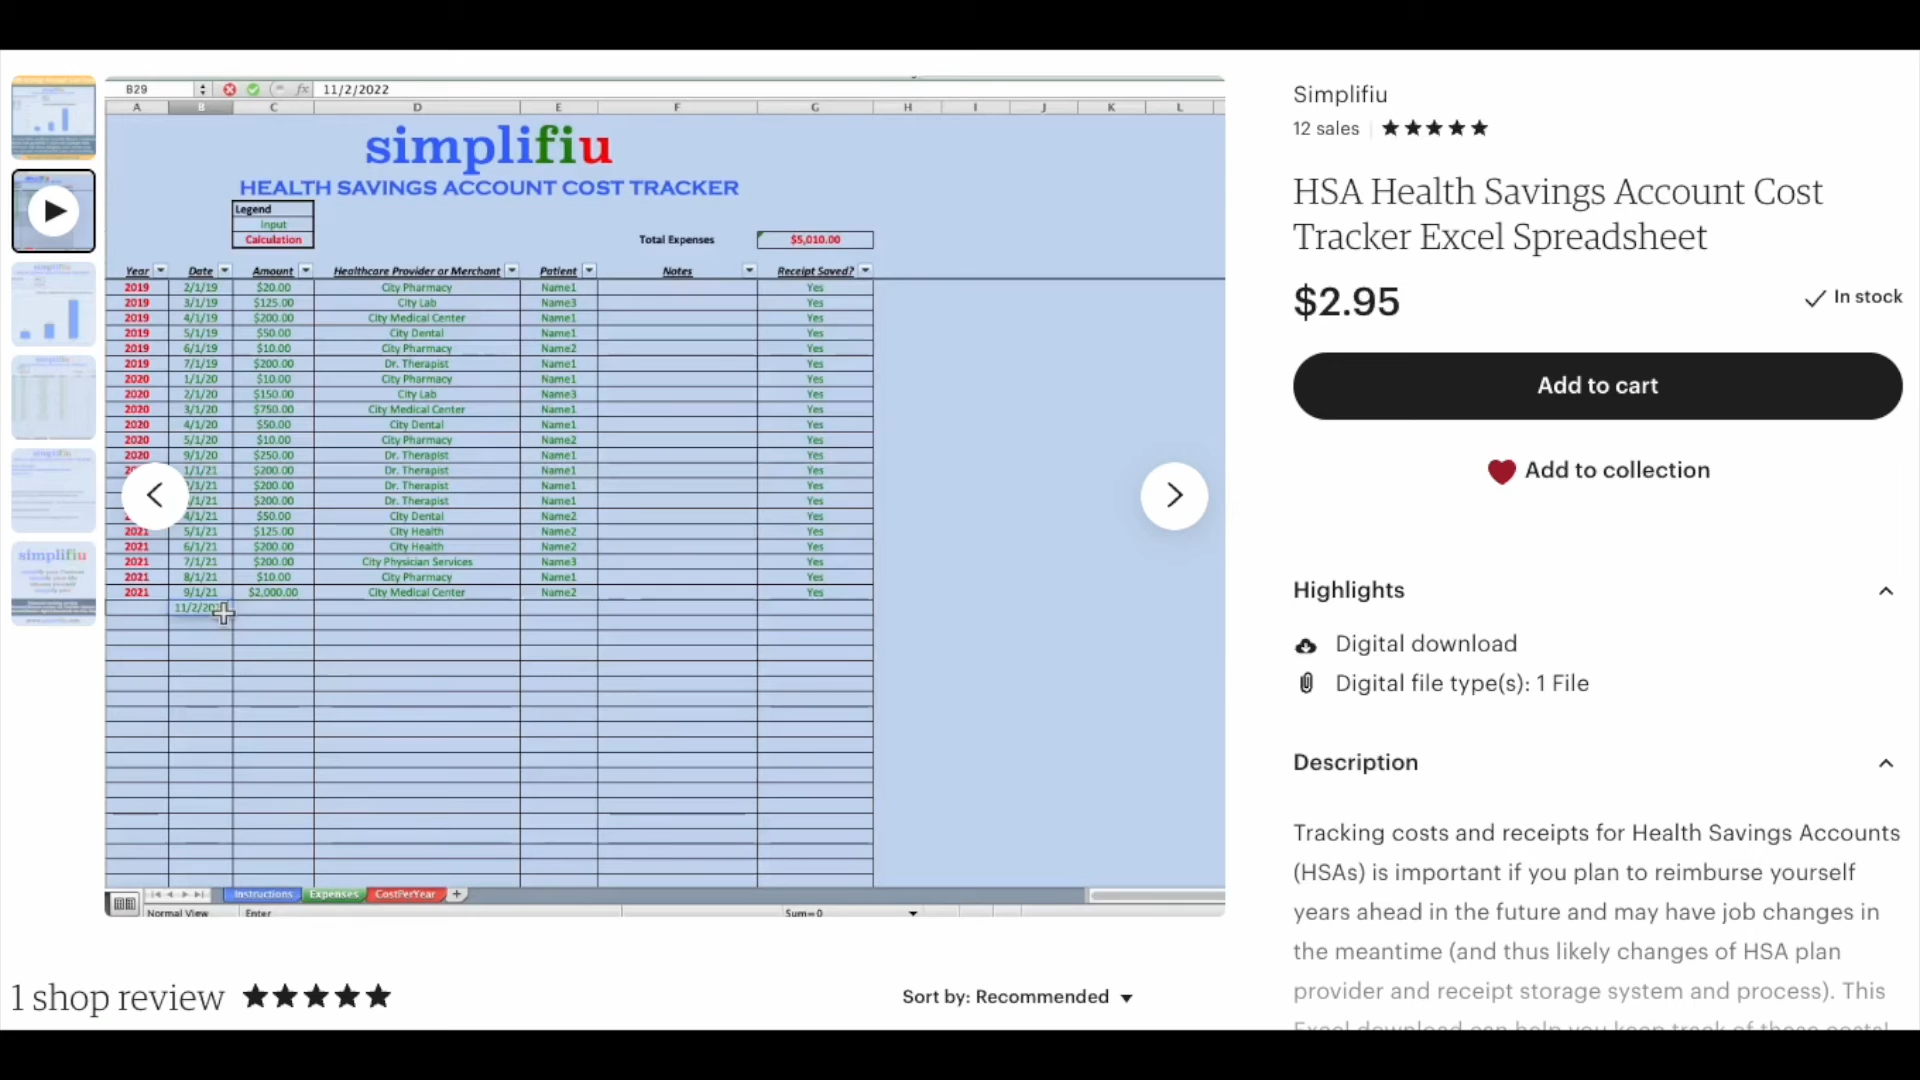 B29 fx 11/2/2022
A B C D E F G H I J K L
simplifiu
HEALTH SAVINGS ACCOUNT COST TRACKER
Legend
Input
Calculation
Total Expenses $5,010.00
Year Date Amount Healthcare Provider or Merchant Patient Notes Receipt Saved?
2019 2/1/19 $20.00 City Pharmacy Name1 Yes
2019 3/1/19 $125.00 City Lab Name3 Yes
2019 4/1/19 $200.00 City Medical Center Name1 Yes
2019 5/1/19 $50.00 City Dental Name1 Yes
2019 6/1/19 $10.00 City Pharmacy Name2 Yes
2019 7/1/19 $200.00 Dr. Therapist Name1 Yes
2020 1/1/20 $10.00 City Pharmacy Name1 Yes
2020 2/1/20 $150.00 City Lab Name3 Yes
2020 3/1/20 $750.00 City Medical Center Name1 Yes
2020 4/1/20 $50.00 City Dental Name1 Yes
2020 5/1/20 $10.00 City Pharmacy Name2 Yes
2020 9/1/20 $250.00 Dr. Therapist Name1 Yes
1/1/21 $200.00 Dr. Therapist Name1 Yes
/1/21 $200.00 Dr. Therapist Name1 Yes
/1/21 $200.00 Dr. Therapist Name1 Yes
4/1/21 $50.00 City Dental Name2 Yes
2021 5/1/21 $125.00 City Health Name2 Yes
2021 6/1/21 $200.00 City Health Name2 Yes
2021 7/1/21 $200.00 City Physician Services Name3 Yes
2021 8/1/21 $10.00 City Pharmacy Name1 Yes
2021 9/1/21 $2,000.00 City Medical Center Name2 Yes
Instructions Expenses CostPerYear +
Normal View Enter Sum=0
simplifiu
1 shop review
Sort by: Recommended
Simplifiu
12 sales
HSA Health Savings Account Cost
Tracker Excel Spreadsheet
$2.95 In stock
Add to cart
Add to collection
Highlights
Digital download
Digital file type(s): 1 File
Description
Tracking costs and receipts for Health Savings Accounts
(HSAs) is important if you plan to reimburse yourself
years ahead in the future and may have job changes in
the meantime (and thus likely changes of HSA plan
provider and receipt storage system and process). This
Excel download can help you keep track of these costs!